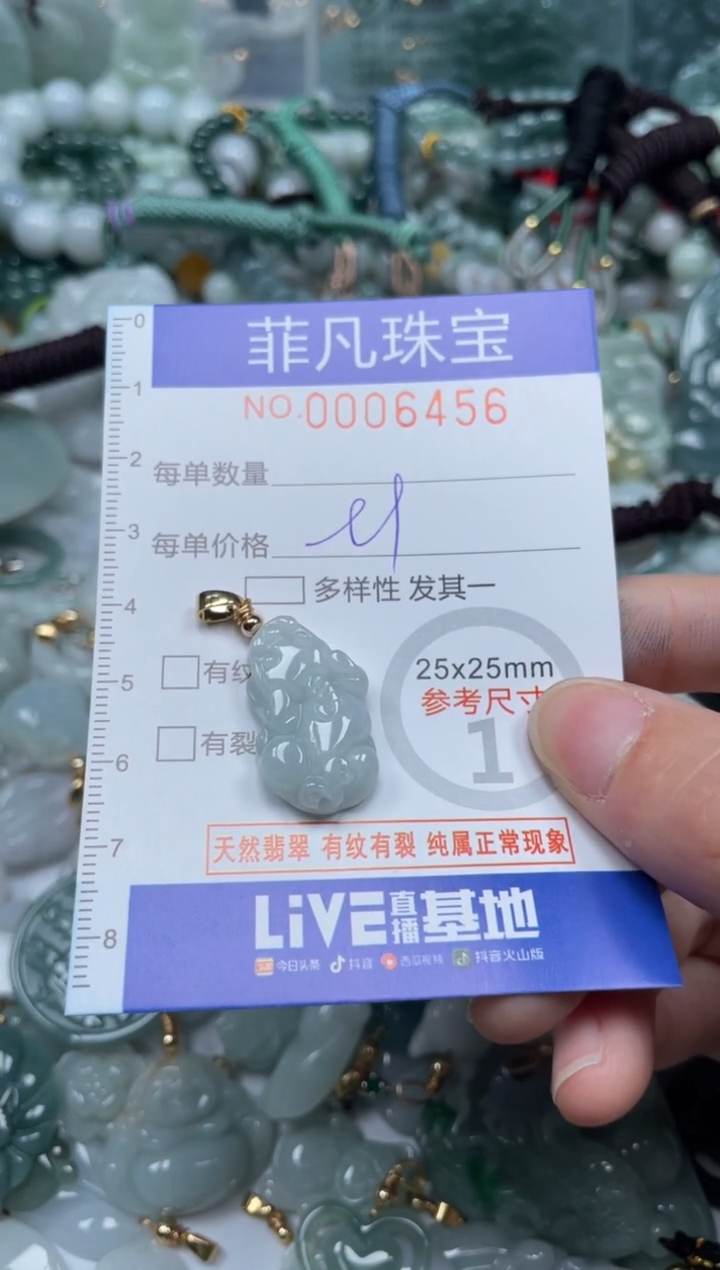 菲凡珠宝
NO.0006456
每单数量
每单价格
多样性 发其一
有纹
有裂
25x25mm
参考尺寸
1
天然翡翠 有纹有裂 纯属正常现象
LiVE直播基地
今日头条 抖音 西瓜视频 抖音火山版
0
1
2
3
4
5
6
7
8